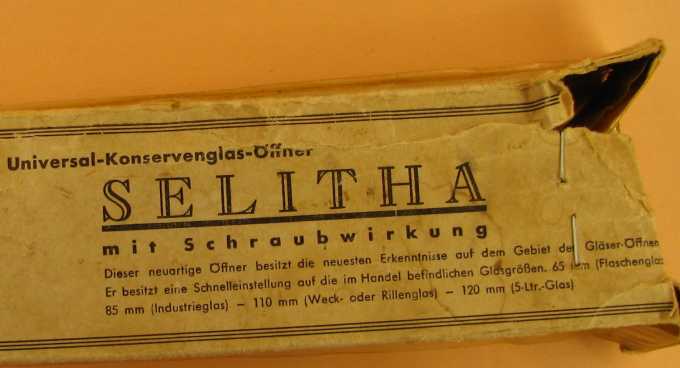 Universal-Konservenglas-Öffner
SELITHA
mit Schraubwirkung
Dieser neuartige Öffner besitzt die neuesten Erkenntnisse auf dem Gebiet der Gläser-Öffnen
Er besitzt eine Schnelleinstellung auf die im Handel befindlichen Glasgrößen. 65 mm (Flaschenglas
85 mm (Industrieglas) — 110 mm (Weck- oder Rillenglas) — 120 mm (5-Ltr.-Glas)